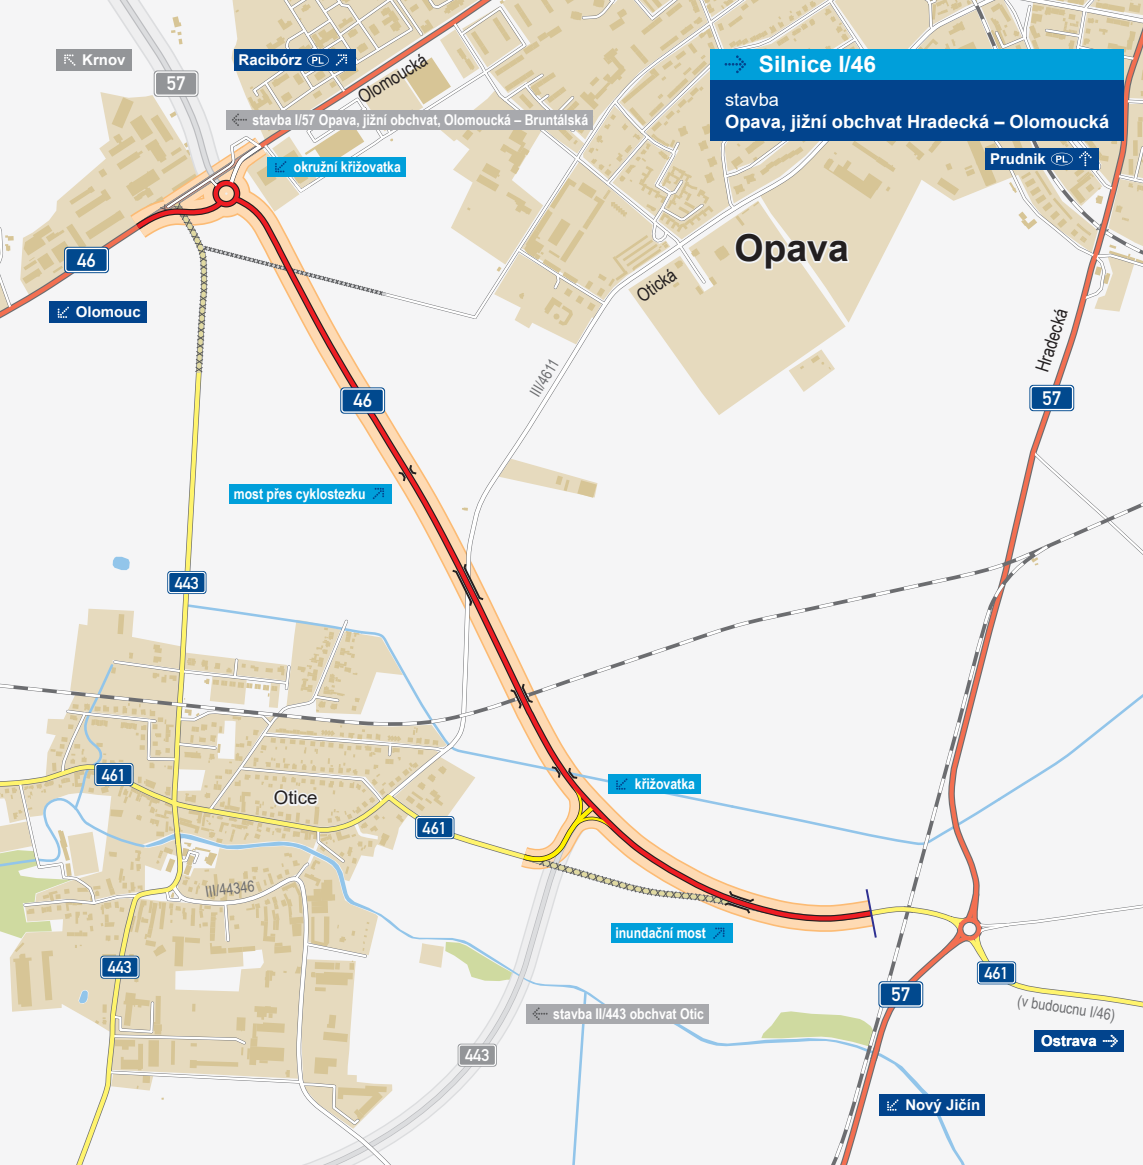 Krnov
57
Racibórz PL
Olomoucká
Silnice I/46
stavba
Opava, jižní obchvat Hradecká – Olomoucká
stavba I/57 Opava, jižní obchvat, Olomoucká – Bruntálská
okružní křižovatka
Prudnik PL
46
Opava
Otická
Olomouc
Hradecká
III/4611
46
57
most přes cyklostezku
443
461
křižovatka
Otice
461
III/44346
inundační most
443
461
57
(v budoucnu I/46)
stavba II/443 obchvat Otic
Ostrava
443
Nový Jičín